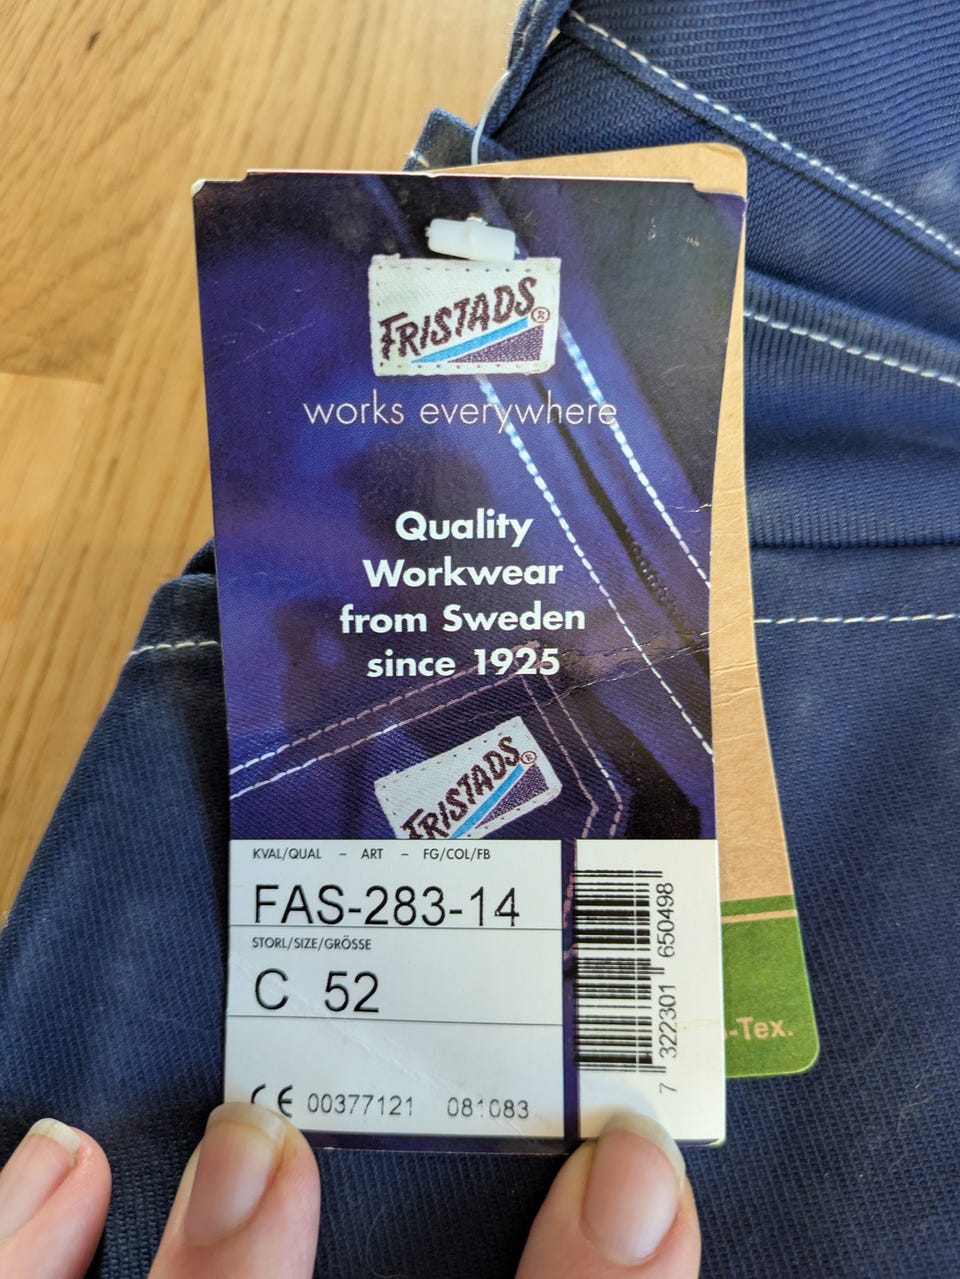 FRISTADS®
works everywhere
Quality
Workwear
from Sweden
since 1925
FRISTADS®
KVAL/QUAL – ART – FG/COL/FB
FAS-283-14
STORL/SIZE/GRÖSSE
C 52
CE 00377121 081083
7 322301 650498
-Tex.